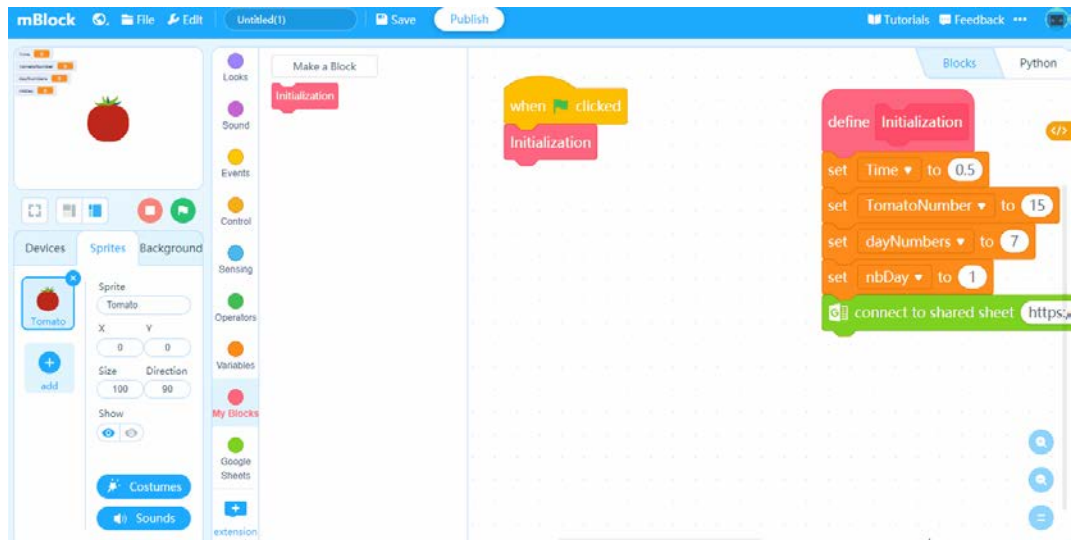 mBlock File Edit Untitled(1) Save Publish Tutorials Feedback
Make a Block
Initialization
Looks
Sound
Events
Control
Sensing
Operators
Variables
My Blocks
Google
Sheets
extension
Devices Sprites Background
Tomato
add
Sprite
Tomato
X Y
0 0
Size Direction
100 90
Show
Costumes
Sounds
when clicked
Initialization
Blocks Python
define Initialization
</>
set Time to 0.5
set TomatoNumber to 15
set dayNumbers to 7
set nbDay to 1
connect to shared sheet https: